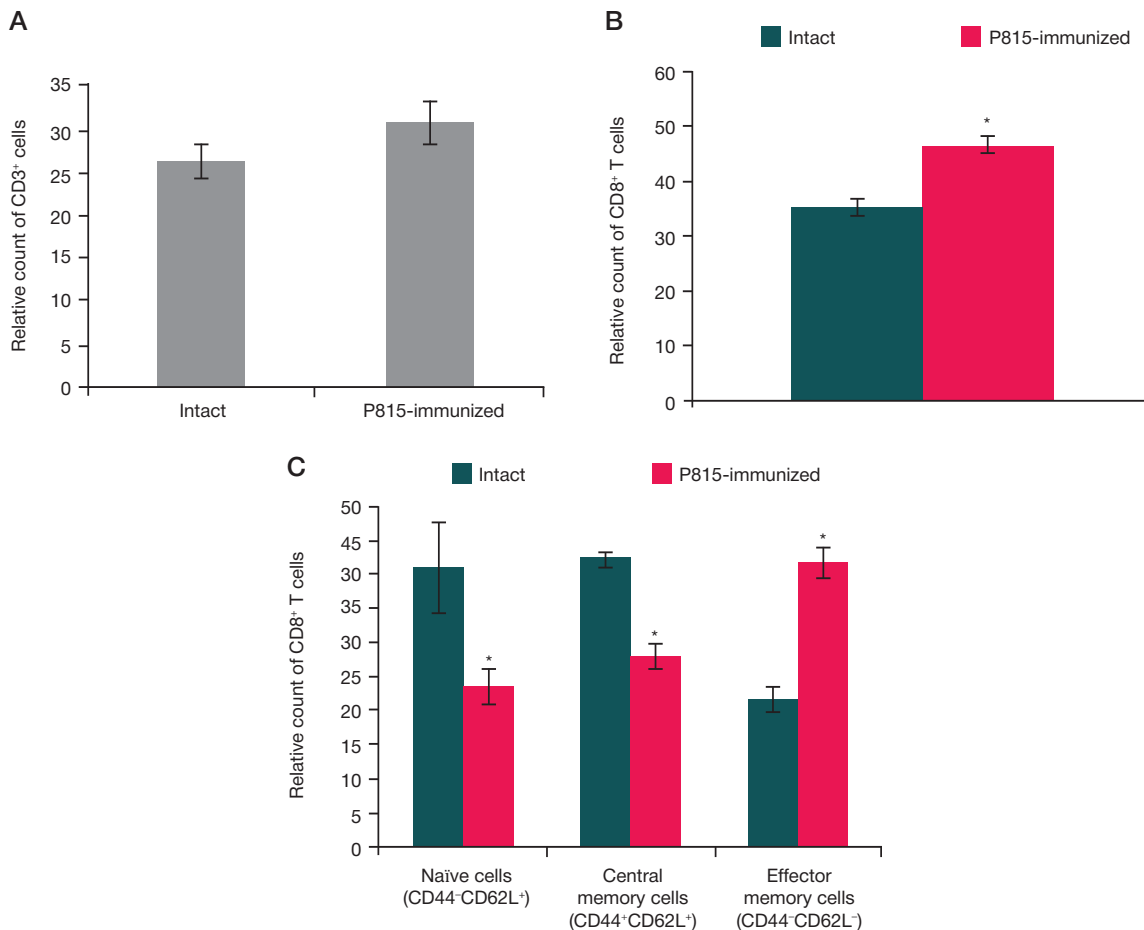 A
Relative count of CD3⁺ cells
35
30
25
20
15
10
5
0
Intact
P815-immunized
B
Intact
P815-immunized
Relative count of CD8⁺ T cells
60
50
40
30
20
10
0
*
C
Intact
P815-immunized
Relative count of CD8⁺ T cells
50
45
30
35
30
25
20
15
10
5
0
*
*
*
Naïve cells
(CD44⁻CD62L⁺)
Central
memory cells
(CD44⁺CD62L⁺)
Effector
memory cells
(CD44⁻CD62L⁻)